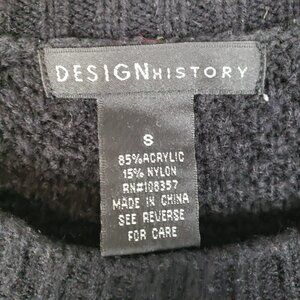 DESIGNHISTORY
S
85% ACRYLIC
15% NYLON
RN#108357
MADE IN CHINA
SEE REVERSE
FOR CARE